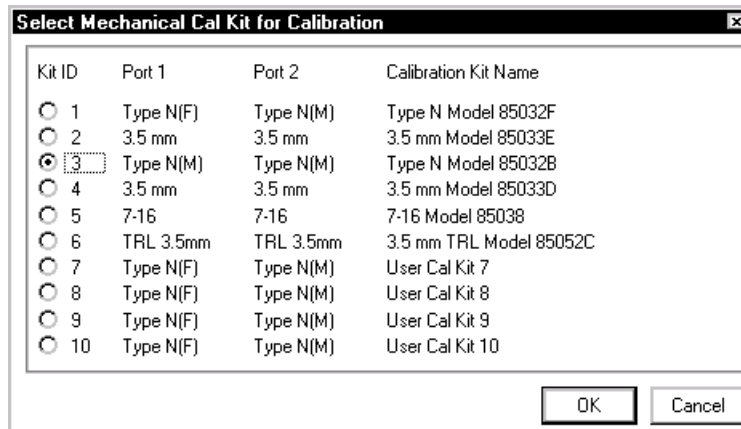 Select Mechanical Cal Kit for Calibration
Kit ID Port 1 Port 2 Calibration Kit Name
1 Type N(F) Type N(M) Type N Model 85032F
2 3.5 mm 3.5 mm 3.5 mm Model 85033E
3 Type N(M) Type N(M) Type N Model 85032B
4 3.5 mm 3.5 mm 3.5 mm Model 85033D
5 7-16 7-16 7-16 Model 85038
6 TRL 3.5mm TRL 3.5mm 3.5 mm TRL Model 85052C
7 Type N(F) Type N(M) User Cal Kit 7
8 Type N(F) Type N(M) User Cal Kit 8
9 Type N(F) Type N(M) User Cal Kit 9
10 Type N(F) Type N(M) User Cal Kit 10
OK Cancel